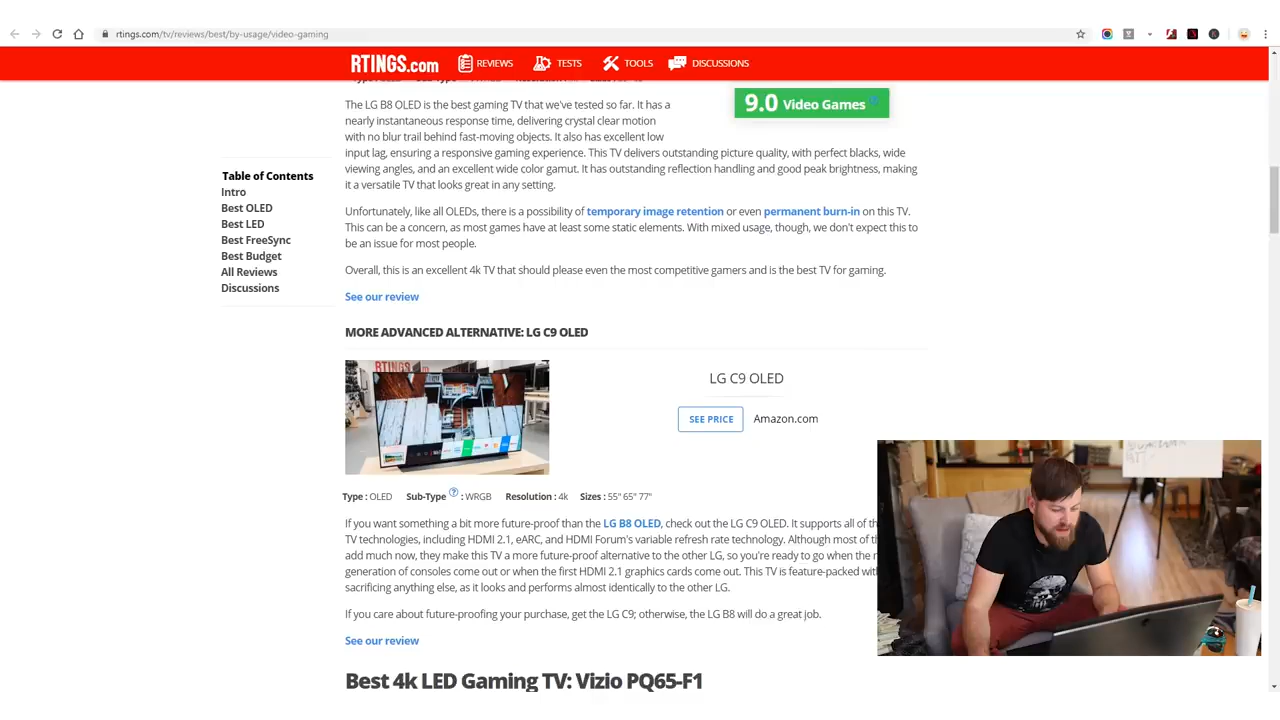 rtings.com/tv/reviews/best/by-usage/video-gaming
RTINGS.com
REVIEWS
TESTS
TOOLS
DISCUSSIONS
Table of Contents
Intro
Best OLED
Best LED
Best FreeSync
Best Budget
All Reviews
Discussions
9.0 Video Games
The LG B8 OLED is the best gaming TV that we've tested so far. It has a
nearly instantaneous response time, delivering crystal clear motion
with no blur trail behind fast-moving objects. It also has excellent low
input lag, ensuring a responsive gaming experience. This TV delivers outstanding picture quality, with perfect blacks, wide
viewing angles, and an excellent wide color gamut. It has outstanding reflection handling and good peak brightness, making
it a versatile TV that looks great in any setting.
Unfortunately, like all OLEDs, there is a possibility of temporary image retention or even permanent burn-in on this TV.
This can be a concern, as most games have at least some static elements. With mixed usage, though, we don't expect this to
be an issue for most people.
Overall, this is an excellent 4k TV that should please even the most competitive gamers and is the best TV for gaming.
See our review
MORE ADVANCED ALTERNATIVE: LG C9 OLED
LG C9 OLED
SEE PRICE
Amazon.com
Type : OLED Sub-Type ? : WRGB Resolution : 4k Sizes : 55" 65" 77"
If you want something a bit more future-proof than the LG B8 OLED, check out the LG C9 OLED. It supports all of th
TV technologies, including HDMI 2.1, eARC, and HDMI Forum's variable refresh rate technology. Although most of th
add much now, they make this TV a more future-proof alternative to the other LG, so you're ready to go when the n
generation of consoles come out or when the first HDMI 2.1 graphics cards come out. This TV is feature-packed with
sacrificing anything else, as it looks and performs almost identically to the other LG.
If you care about future-proofing your purchase, get the LG C9; otherwise, the LG B8 will do a great job.
See our review
Best 4k LED Gaming TV: Vizio PQ65-F1